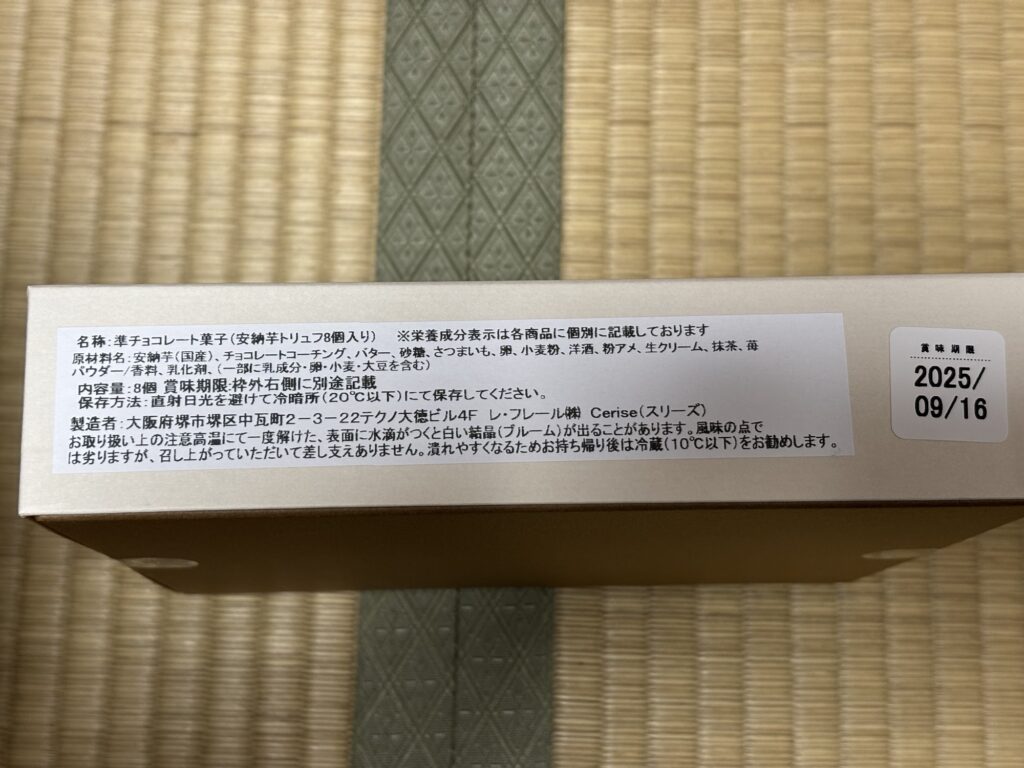 名称:準チョコレート菓子(安納芋トリュフ8個入り)　※栄養成分表示は各商品に個別に記載しております
原材料名:安納芋(国産)、チョコレートコーチング、バター、砂糖、さつまいも、卵、小麦粉、洋酒、粉アメ、生クリーム、抹茶、苺
パウダー/香料、乳化剤、(一部に乳成分・卵・小麦・大豆を含む)
内容量:8個 賞味期限:枠外右側に別途記載
保存方法:直射日光を避けて冷暗所(20℃以下)にて保存してください。
製造者:大阪府堺市堺区中瓦町2-3-22テクノ大徳ビル4F　レ・フレール㈱　Cerise(スリーズ)
お取り扱い上の注意高温にて一度解けた、表面に水滴がつくと白い結晶(ブルーム)が出ることがあります。風味の点で
は劣りますが、召し上がっていただいて差し支えありません。潰れやすくなるためお持ち帰り後は冷蔵(10℃以下)をお勧めします。
賞味期限
2025/
09/16